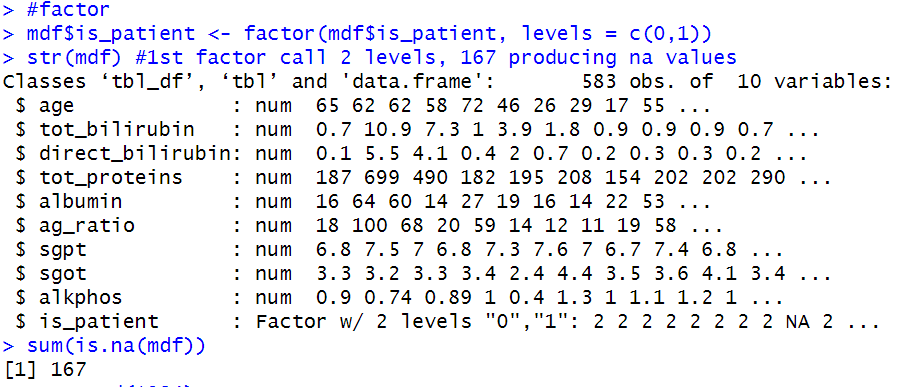 > #factor
> mdf$is_patient <- factor(mdf$is_patient, levels = c(0,1))
> str(mdf) #1st factor call 2 levels, 167 producing na values
Classes ‘tbl_df’, ‘tbl’ and 'data.frame':	583 obs. of  10 variables:
 $ age             : num  65 62 62 58 72 46 26 29 17 55 ...
 $ tot_bilirubin   : num  0.7 10.9 7.3 1 3.9 1.8 0.9 0.9 0.9 0.7 ...
 $ direct_bilirubin: num  0.1 5.5 4.1 0.4 2 0.7 0.2 0.3 0.3 0.2 ...
 $ tot_proteins    : num  187 699 490 182 195 208 154 202 202 290 ...
 $ albumin         : num  16 64 60 14 27 19 16 14 22 53 ...
 $ ag_ratio        : num  18 100 68 20 59 14 12 11 19 58 ...
 $ sgpt            : num  6.8 7.5 7 6.8 7.3 7.6 7 6.7 7.4 6.8 ...
 $ sgot            : num  3.3 3.2 3.3 3.4 2.4 4.4 3.5 3.6 4.1 3.4 ...
 $ alkphos         : num  0.9 0.74 0.89 1 0.4 1.3 1 1.1 1.2 1 ...
 $ is_patient      : Factor w/ 2 levels "0","1": 2 2 2 2 2 2 2 2 NA 2 ...
> sum(is.na(mdf))
[1] 167